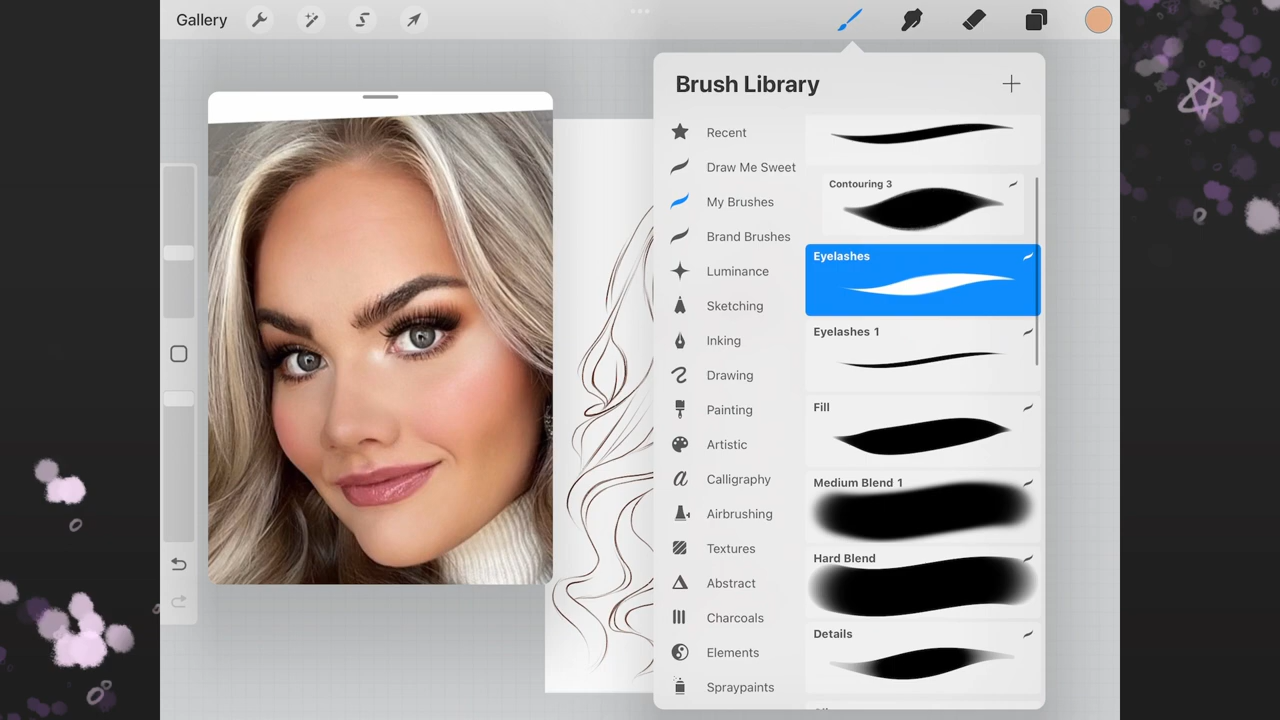 Gallery
Brush Library
Recent
Draw Me Sweet
My Brushes
Brand Brushes
Luminance
Sketching
Inking
Drawing
Painting
Artistic
Calligraphy
Airbrushing
Textures
Abstract
Charcoals
Elements
Spraypaints
Contouring 3
Eyelashes
Eyelashes 1
Fill
Medium Blend 1
Hard Blend
Details